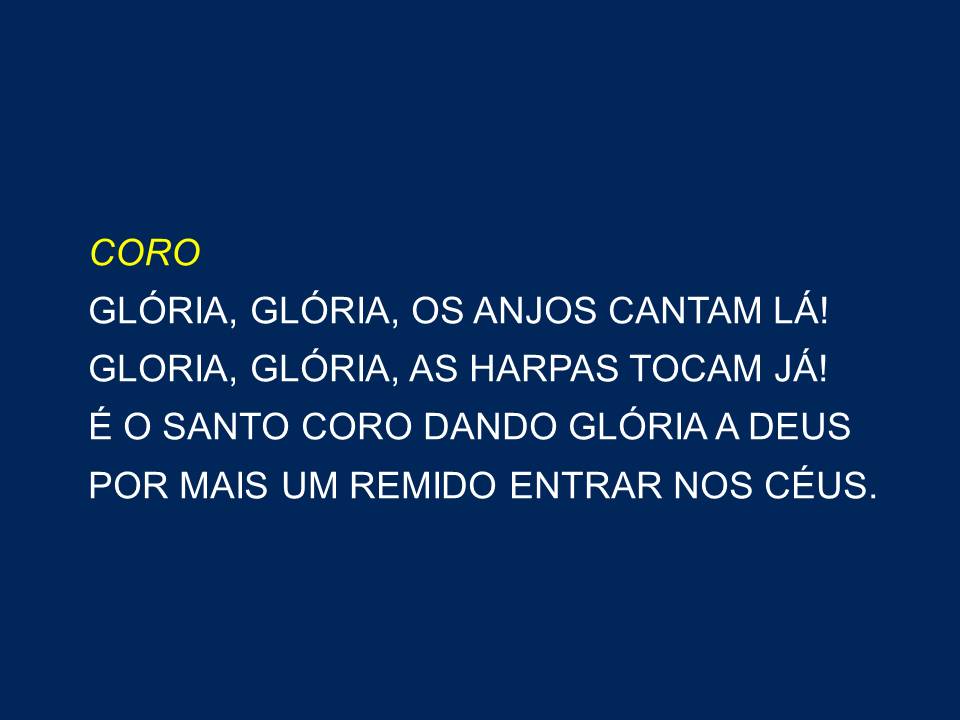 CORO
GLÓRIA, GLÓRIA, OS ANJOS CANTAM LÁ!
GLORIA, GLÓRIA, AS HARPAS TOCAM JÁ!
É O SANTO CORO DANDO GLÓRIA A DEUS
POR MAIS UM REMIDO ENTRAR NOS CÉUS.